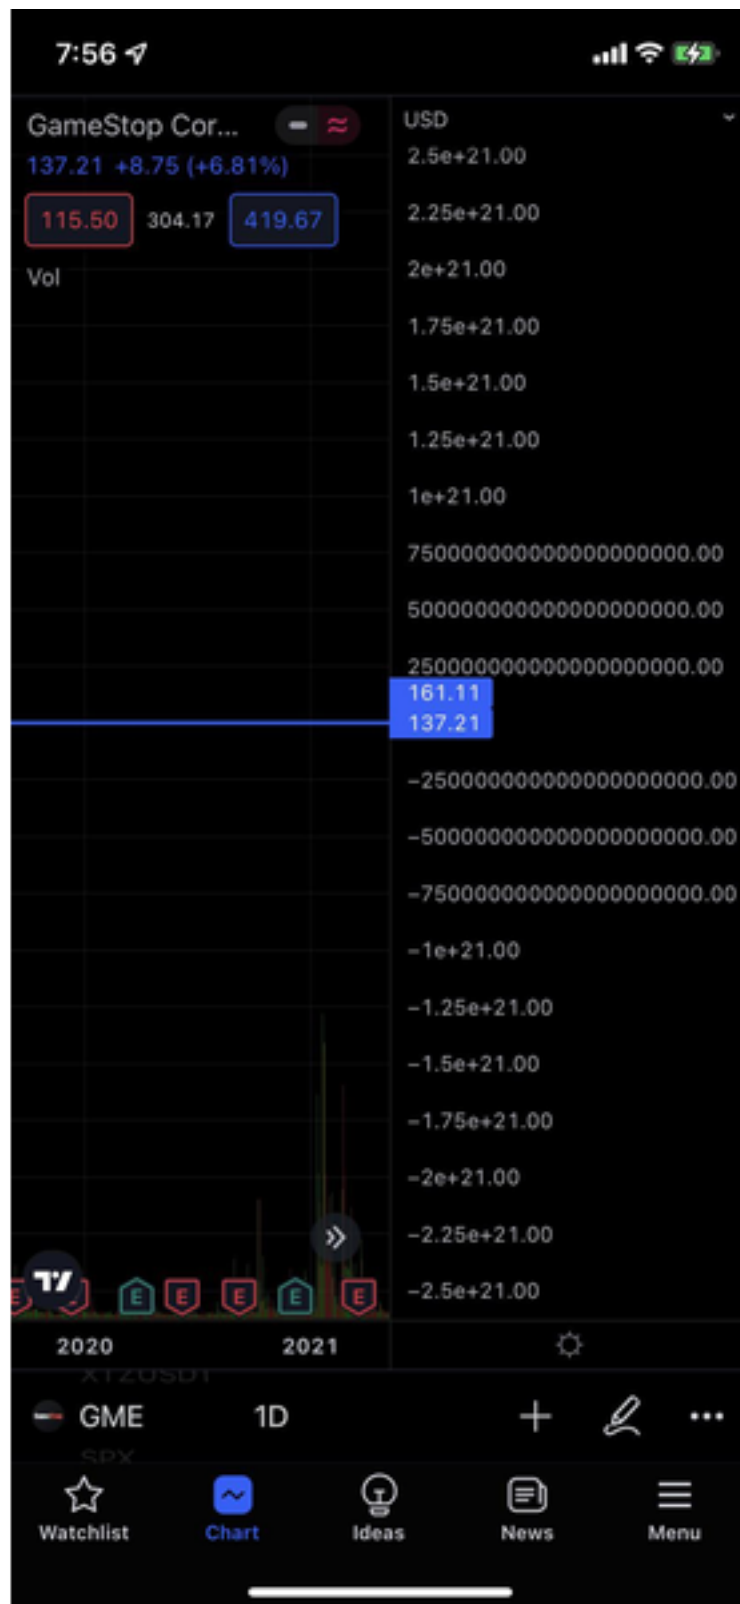 7:56
GameStop Cor...
137.21 +8.75 (+6.81%)
115.50 304.17 419.67
Vol
USD
2.5e+21.00
2.25e+21.00
2e+21.00
1.75e+21.00
1.5e+21.00
1.25e+21.00
1e+21.00
750000000000000000000.00
500000000000000000000.00
250000000000000000000.00
161.11
137.21
−250000000000000000000.00
−500000000000000000000.00
−750000000000000000000.00
−1e+21.00
−1.25e+21.00
−1.5e+21.00
−1.75e+21.00
−2e+21.00
−2.25e+21.00
−2.5e+21.00
E E E E E E
2020 2021
XTZUSDT
GME 1D
SPX
Watchlist Chart Ideas News Menu